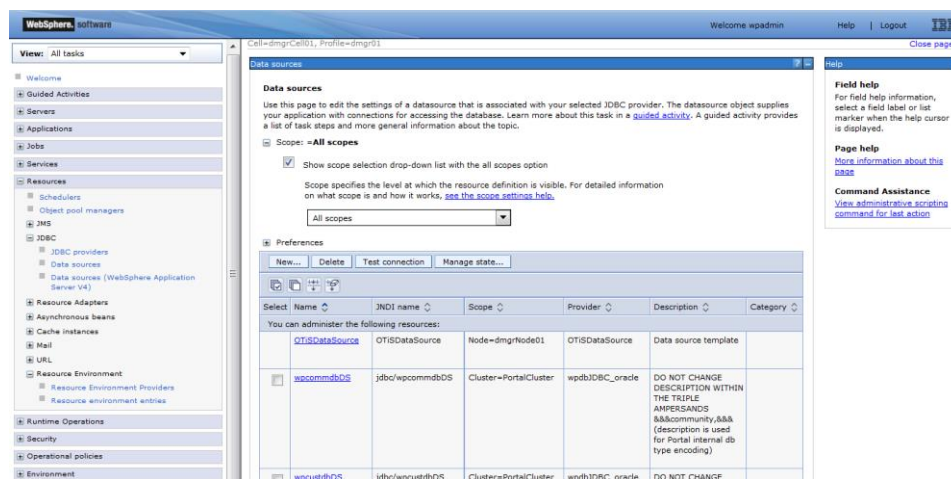 WebSphere. software
Welcome wpadmin
Help | Logout
IBM
View: All tasks
Welcome
Guided Activities
Servers
Applications
Jobs
Services
Resources
Schedulers
Object pool managers
JMS
JDBC
JDBC providers
Data sources
Data sources (WebSphere Application
Server V4)
Resource Adapters
Asynchronous beans
Cache instances
Mail
URL
Resource Environment
Resource Environment Providers
Resource environment entries
Runtime Operations
Security
Operational policies
Environment
Cell=dmgrCell01, Profile=dmgr01
Close page
Data sources
? -
Data sources
Use this page to edit the settings of a datasource that is associated with your selected JDBC provider. The datasource object supplies
your application with connections for accessing the database. Learn more about this task in a guided activity. A guided activity provides
a list of task steps and more general information about the topic.
Scope: =All scopes
Show scope selection drop-down list with the all scopes option
Scope specifies the level at which the resource definition is visible. For detailed information
on what scope is and how it works, see the scope settings help.
All scopes
Preferences
New... Delete Test connection Manage state...
Select Name JNDI name Scope Provider Description Category
You can administer the following resources:
OTiSDataSource OTiSDataSource Node=dmgrNode01 OTiSDataSource Data source template
wpcommdbDS jdbc/wpcommdbDS Cluster=PortalCluster wpdbJDBC_oracle DO NOT CHANGE
DESCRIPTION WITHIN
THE TRIPLE
AMPERSANDS
&&&community,&&&
(description is used
for Portal internal db
type encoding)
wpcustdbDS jdbc/wpcustdbDS Cluster=PortalCluster wpdbJDBC_oracle DO NOT CHANGE
Help
Field help
For field help information,
select a field label or list
marker when the help cursor
is displayed.
Page help
More information about this
page
Command Assistance
View administrative scripting
command for last action